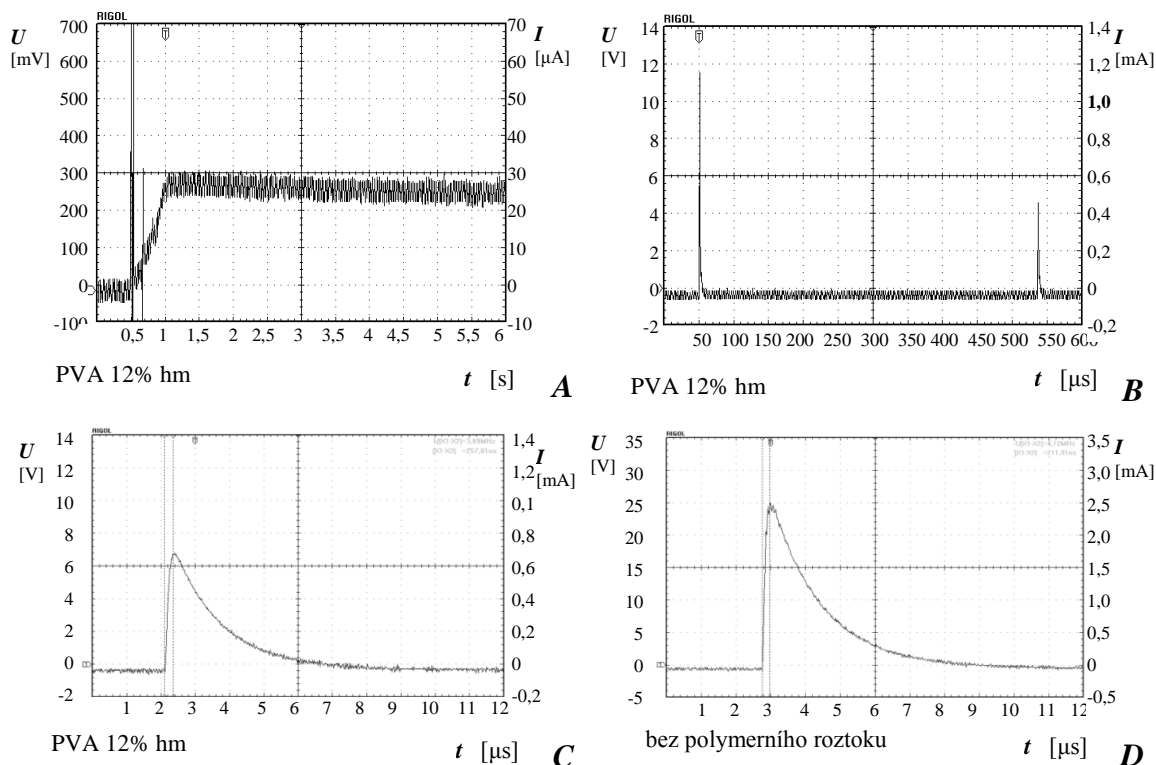 RIGOL
U
[mV]
I
[µA]
700
600
500
400
300
200
100
0
-100
70
60
50
40
30
20
10
0
-10
0,5 1 1,5 2 2,5 3 3,5 4 4,5 5 5,5 6
PVA 12% hm
t [s]
A
RIGOL
U
[V]
I
[mA]
14
12
10
8
6
4
2
0
-2
1,4
1,2
1,0
0,8
0,6
0,4
0,2
0
-0,2
50 100 150 200 250 300 350 400 450 500 550 600
PVA 12% hm
t [µs]
B
RIGOL
U
[V]
I
[mA]
14
12
10
8
6
4
2
0
-2
1,4
1,2
0,1
0,8
0,6
0,4
0,2
0
-0,2
1 2 3 4 5 6 7 8 9 10 11 12
PVA 12% hm
t [µs]
C
RIGOL
U
[V]
I
[mA]
35
30
25
20
15
10
5
0
-5
3,5
3,0
2,5
2,0
1,5
1,0
0,5
0
-0,5
1 2 3 4 5 6 7 8 9 10 11 12
bez polymerního roztoku
t [µs]
D